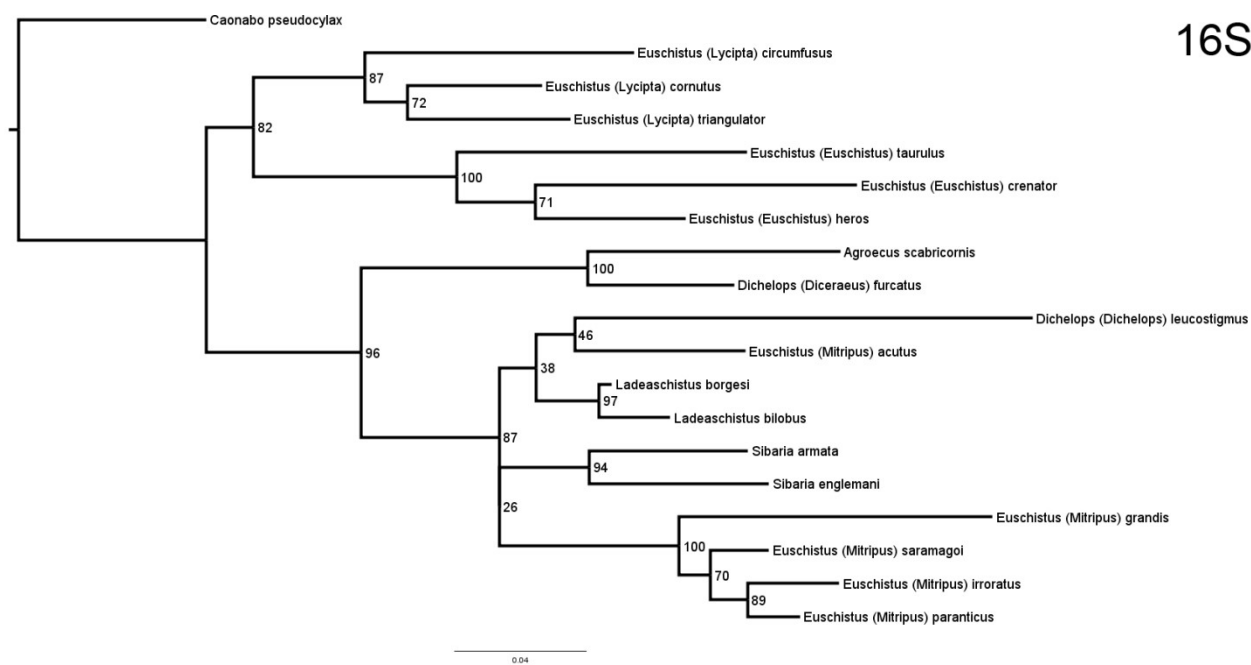 Caonabo pseudocylax
16S
Euschistus (Lycipta) circumfusus
87
Euschistus (Lycipta) cornutus
72
Euschistus (Lycipta) triangulator
82
Euschistus (Euschistus) taurulus
100
Euschistus (Euschistus) crenator
71
Euschistus (Euschistus) heros
Agroecus scabricornis
100
Dichelops (Diceraeus) furcatus
Dichelops (Dichelops) leucostigmus
46
Euschistus (Mitripus) acutus
96
38
Ladeaschistus borgesi
97
Ladeaschistus bilobus
87
Sibaria armata
94
Sibaria englemani
26
Euschistus (Mitripus) grandis
100
Euschistus (Mitripus) saramagoi
70
Euschistus (Mitripus) irroratus
89
Euschistus (Mitripus) paranticus
0.04